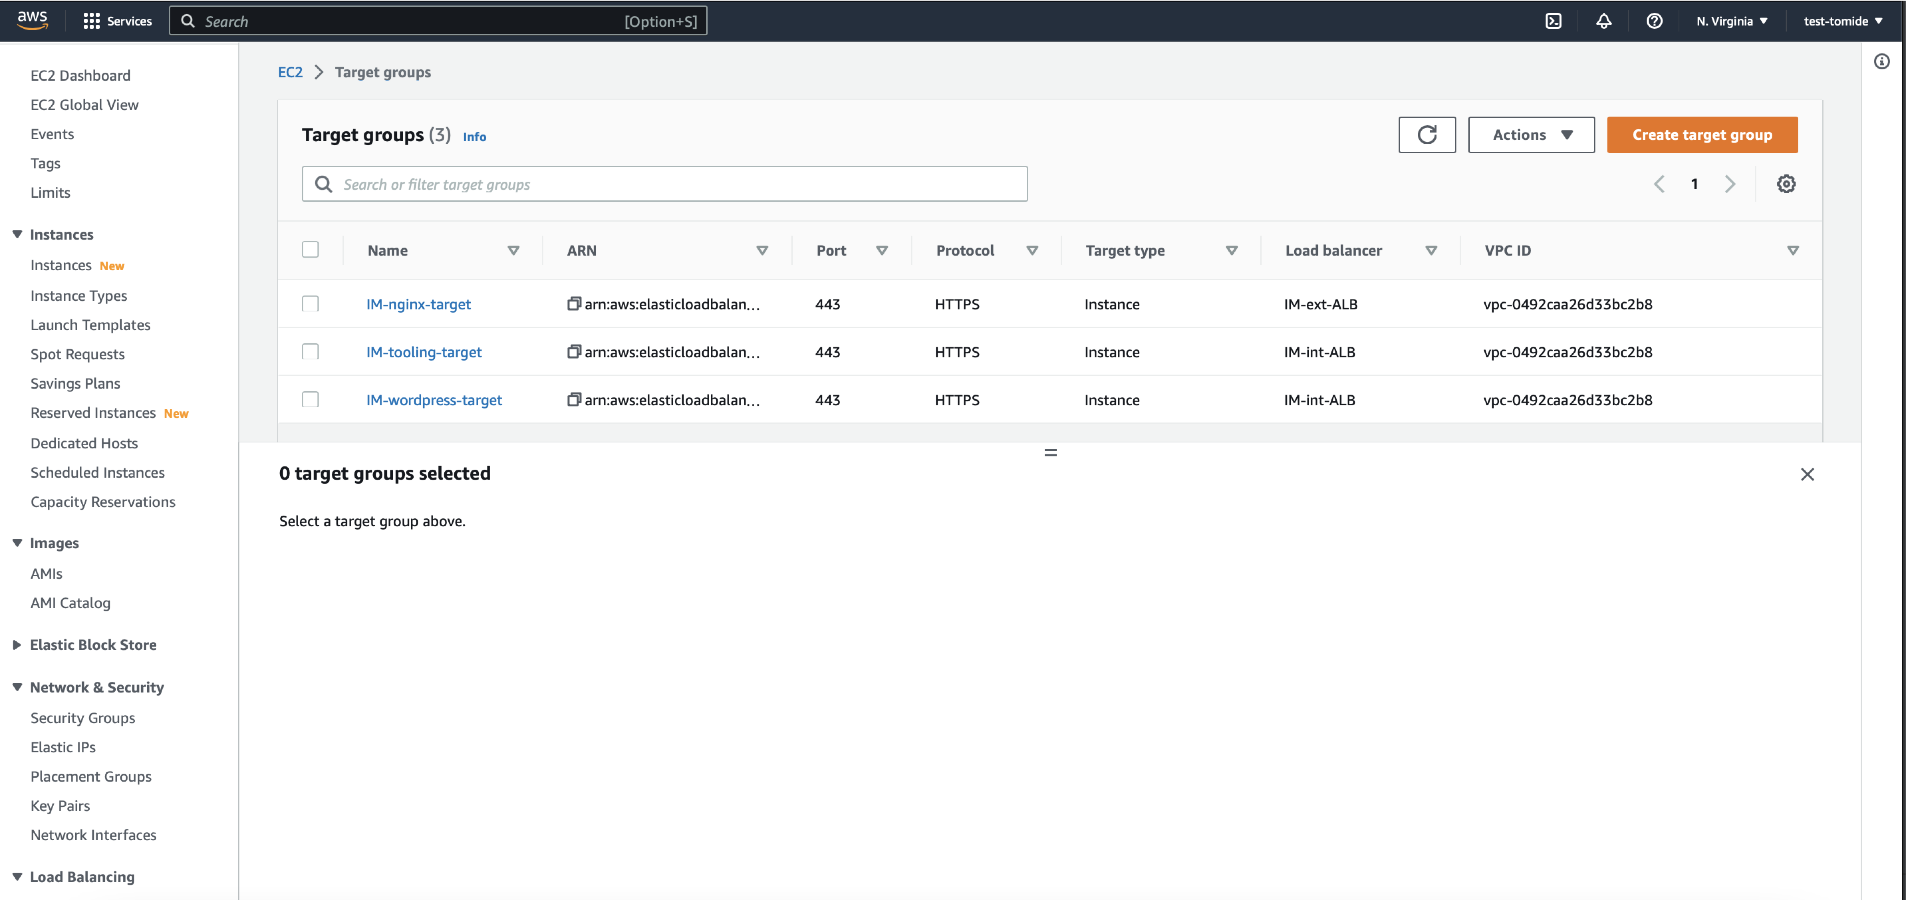 aws Services Search [Option+S] N. Virginia test-tomide
EC2 Dashboard
EC2 Global View
Events
Tags
Limits
Instances
Instances New
Instance Types
Launch Templates
Spot Requests
Savings Plans
Reserved Instances New
Dedicated Hosts
Scheduled Instances
Capacity Reservations
Images
AMIs
AMI Catalog
Elastic Block Store
Network & Security
Security Groups
Elastic IPs
Placement Groups
Key Pairs
Network Interfaces
Load Balancing
EC2 Target groups
Target groups (3) Info
Actions Create target group
Search or filter target groups
1
Name ARN Port Protocol Target type Load balancer VPC ID
IM-nginx-target arn:aws:elasticloadbalan... 443 HTTPS Instance IM-ext-ALB vpc-0492caa26d33bc2b8
IM-tooling-target arn:aws:elasticloadbalan... 443 HTTPS Instance IM-int-ALB vpc-0492caa26d33bc2b8
IM-wordpress-target arn:aws:elasticloadbalan... 443 HTTPS Instance IM-int-ALB vpc-0492caa26d33bc2b8
0 target groups selected
Select a target group above.